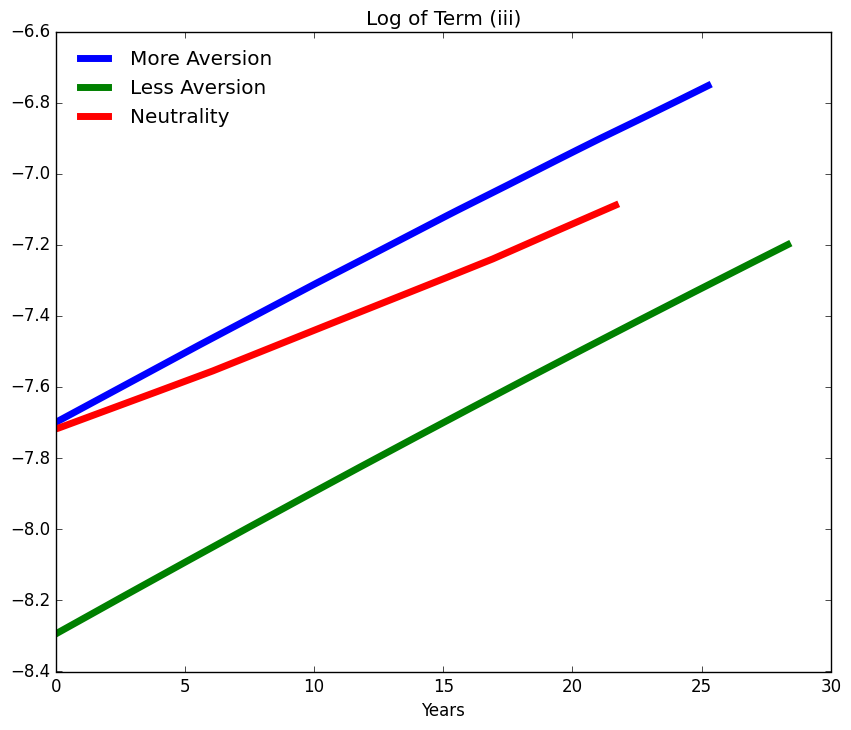 Log of Term (iii)
−6.6
−6.8
−7.0
−7.2
−7.4
−7.6
−7.8
−8.0
−8.2
−8.4
More Aversion
Less Aversion
Neutrality
0 5 10 15 20 25 30
Years